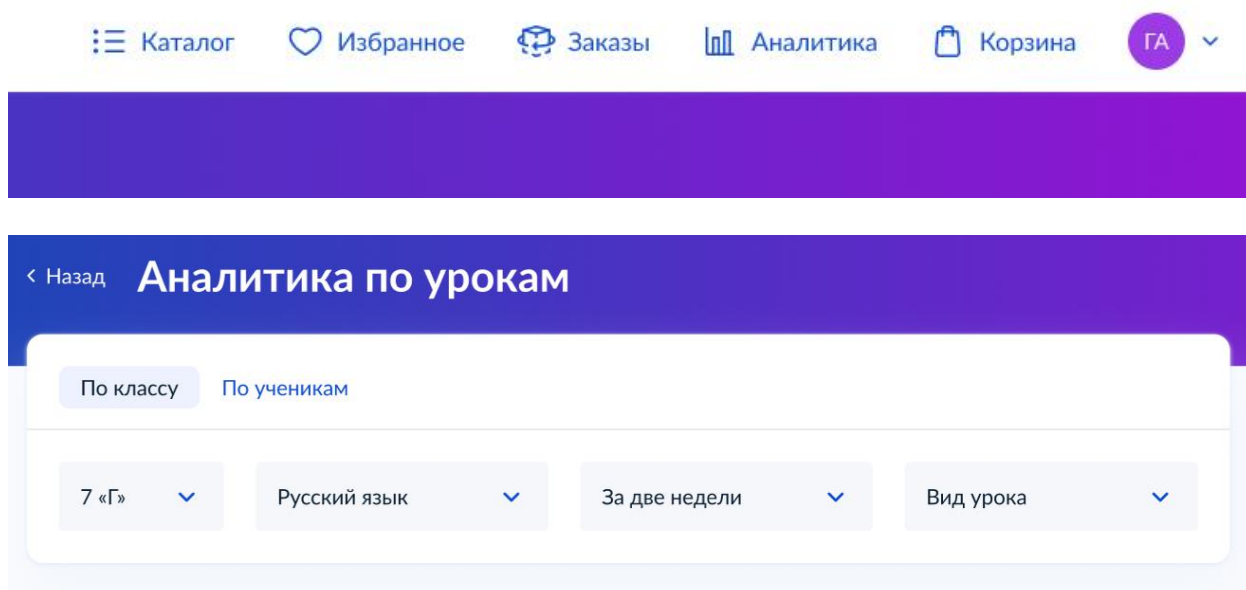 Каталог Избранное Заказы Аналитика Корзина ГА
Назад Аналитика по урокам
По классу По ученикам
7 «Г» Русский язык За две недели Вид урока